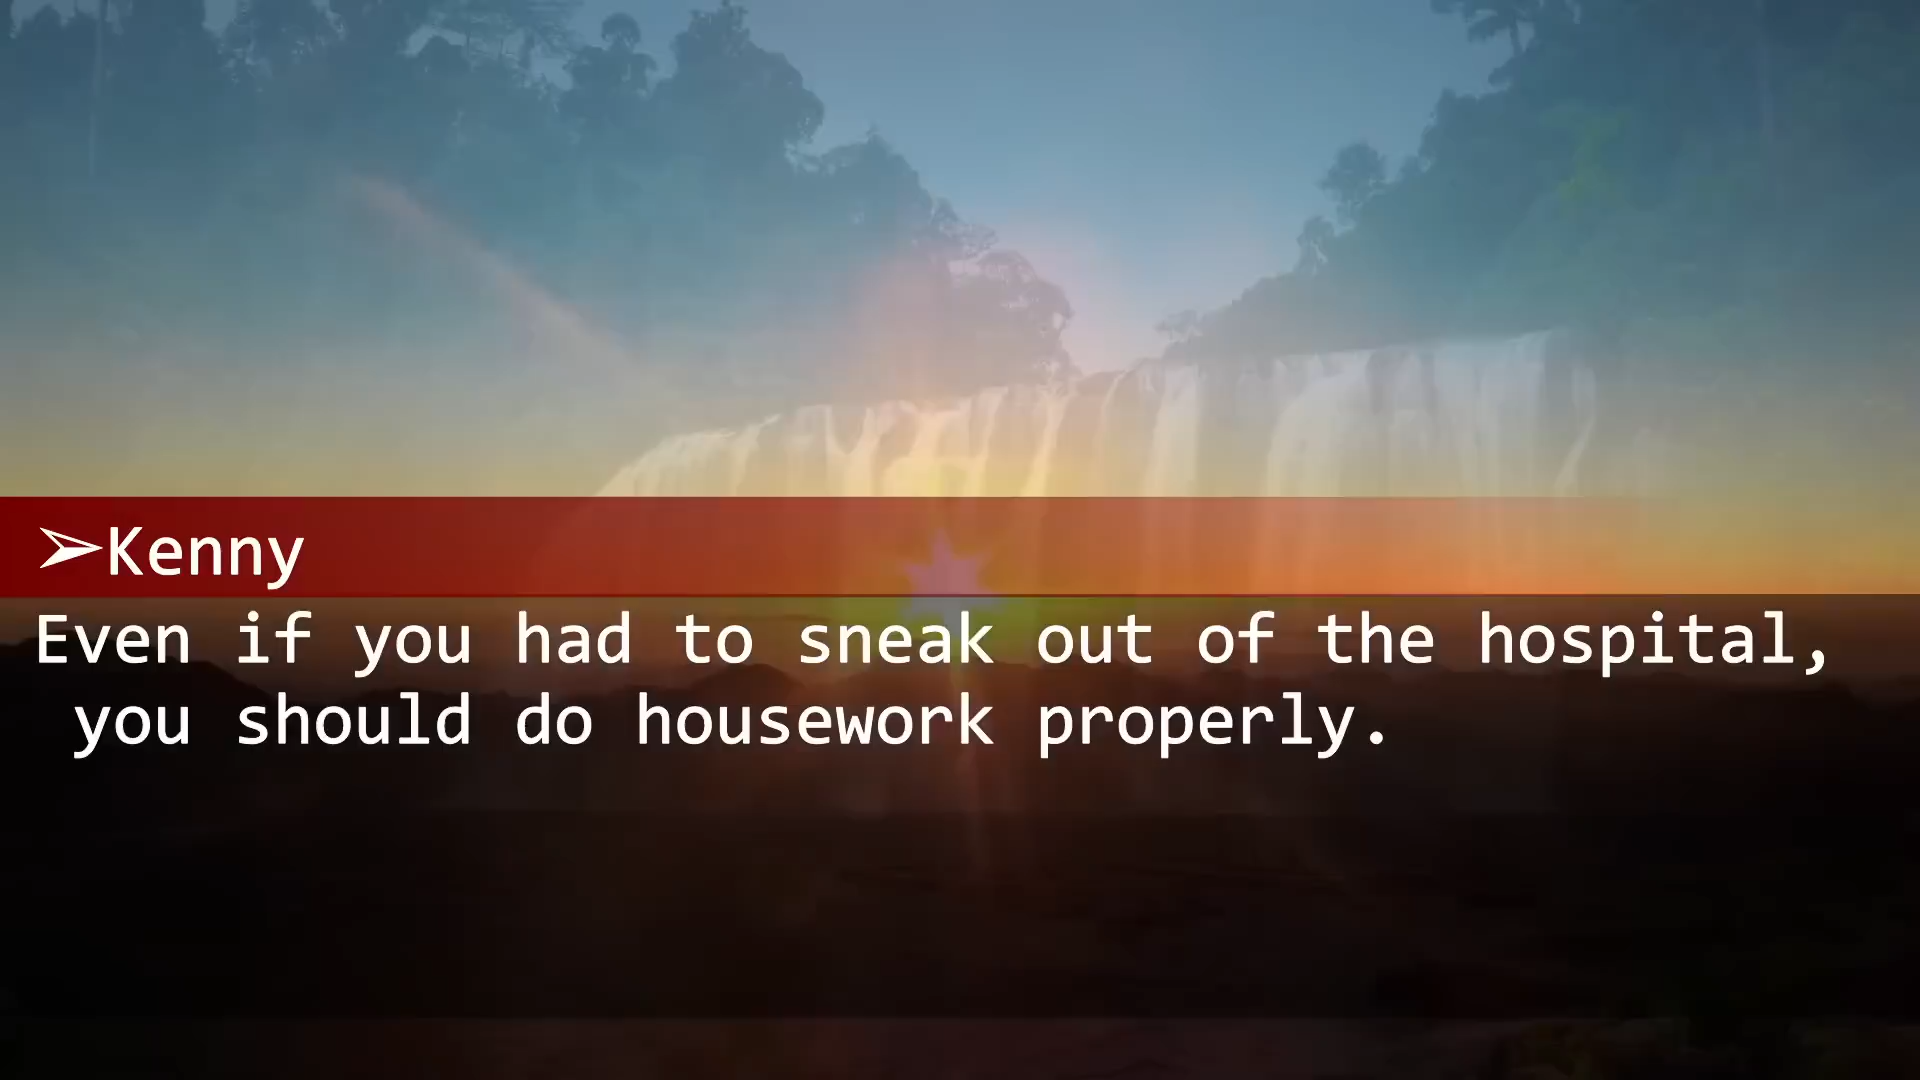 ➢Kenny
Even if you had to sneak out of the hospital,
you should do housework properly.